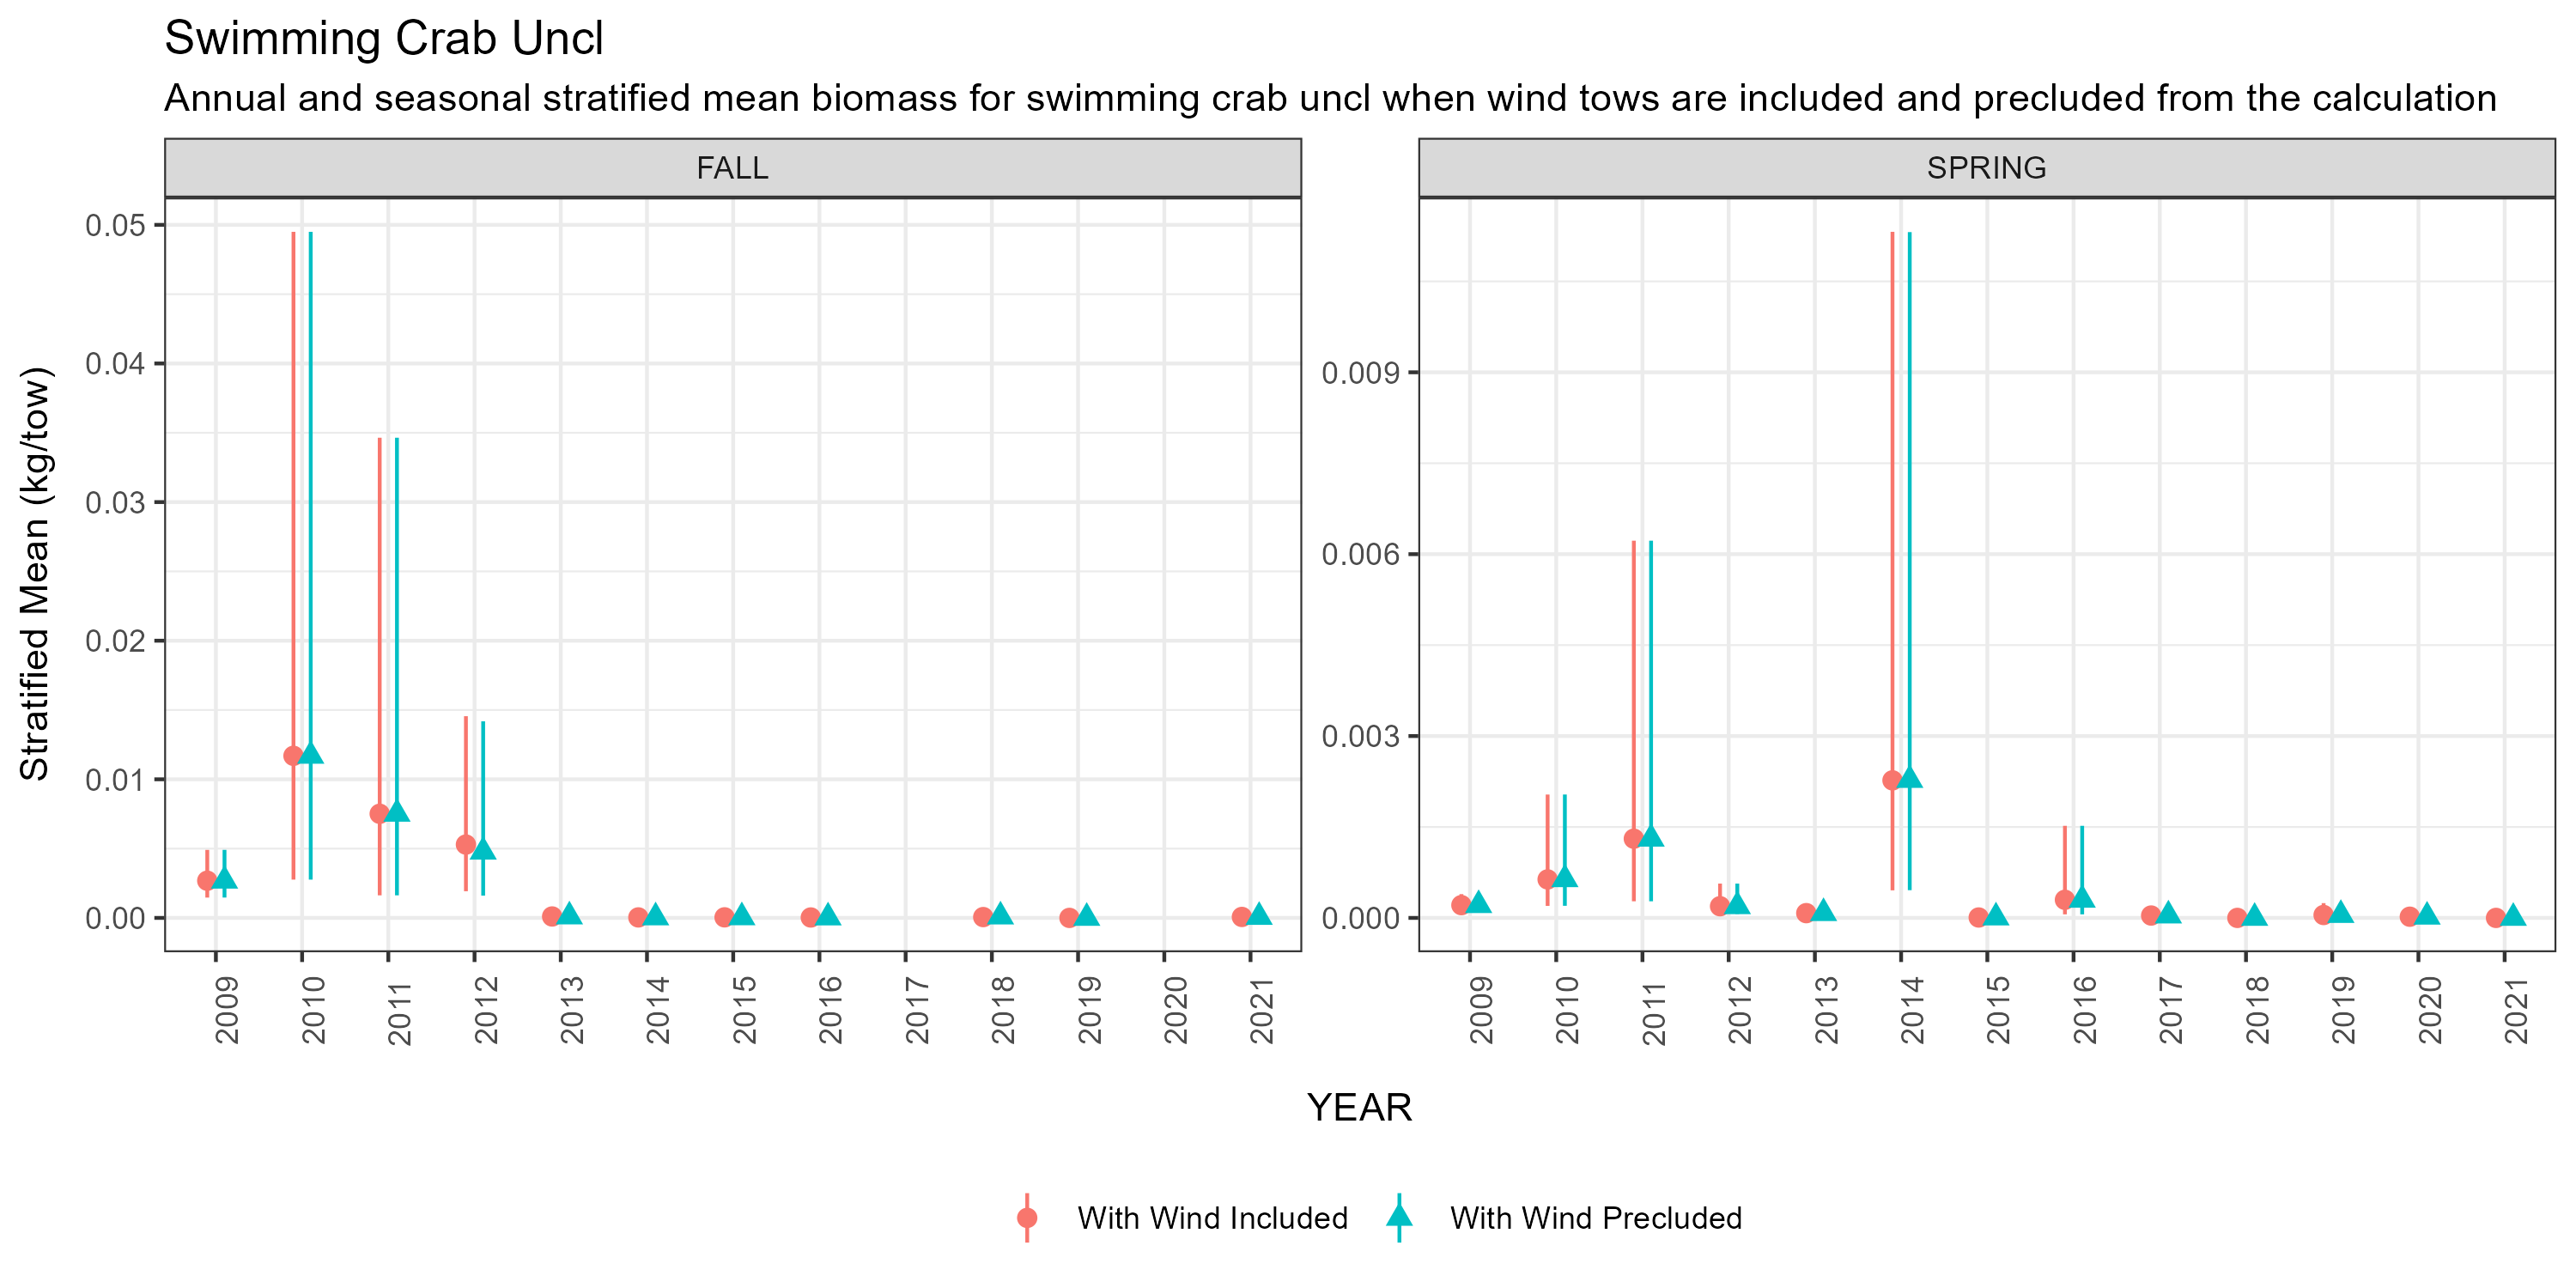 Swimming Crab Uncl
Annual and seasonal stratified mean biomass for swimming crab uncl when wind tows are included and precluded from the calculation
FALL
SPRING
Stratified Mean (kg/tow)
0.05
0.04
0.03
0.02
0.01
0.00
0.009
0.006
0.003
0.000
2009 2010 2011 2012 2013 2014 2015 2016 2017 2018 2019 2020 2021
2009 2010 2011 2012 2013 2014 2015 2016 2017 2018 2019 2020 2021
YEAR
With Wind Included With Wind Precluded